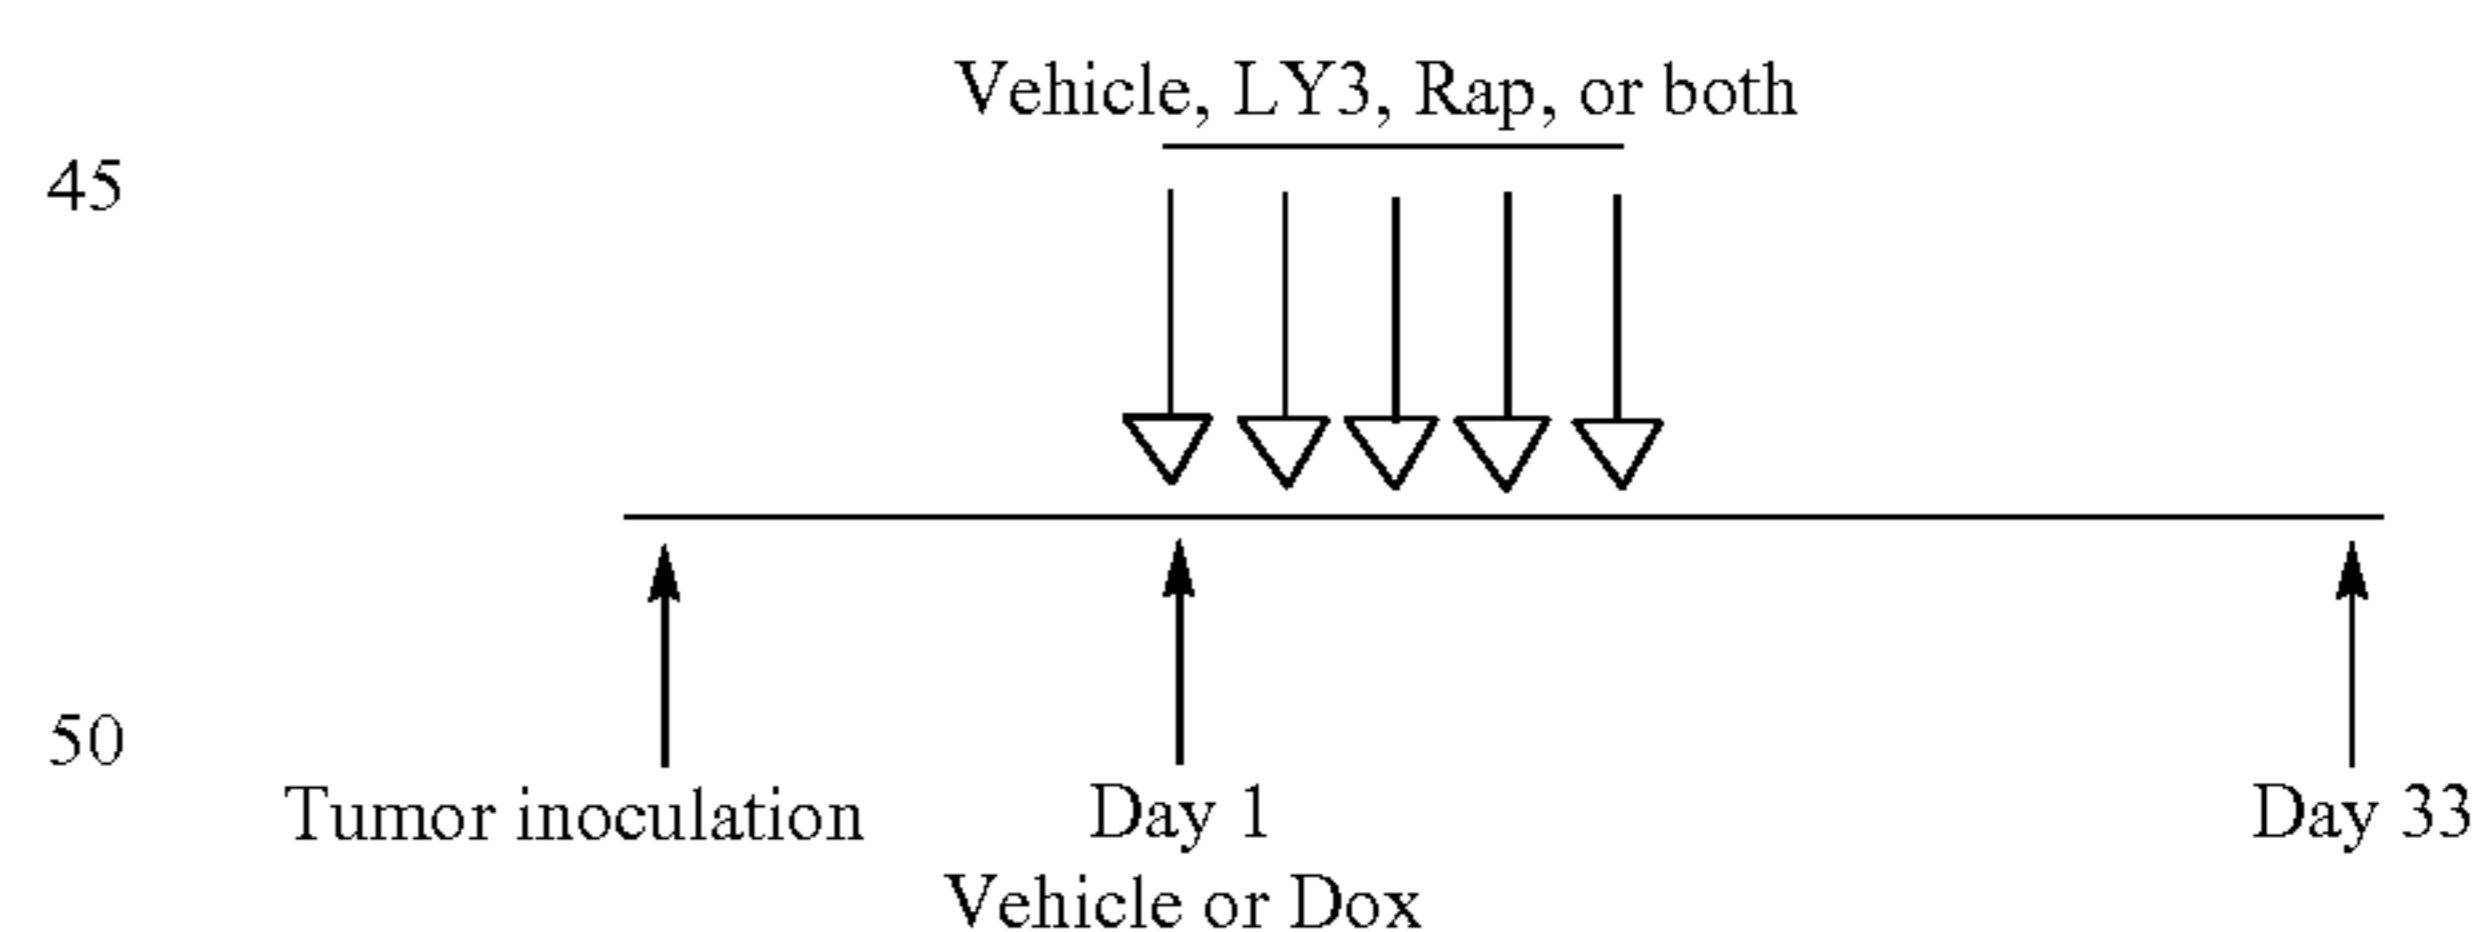 Vehicle, LY3, Rap, or both
45
50
Tumor inoculation
Day 1
Vehicle or Dox
Day 33